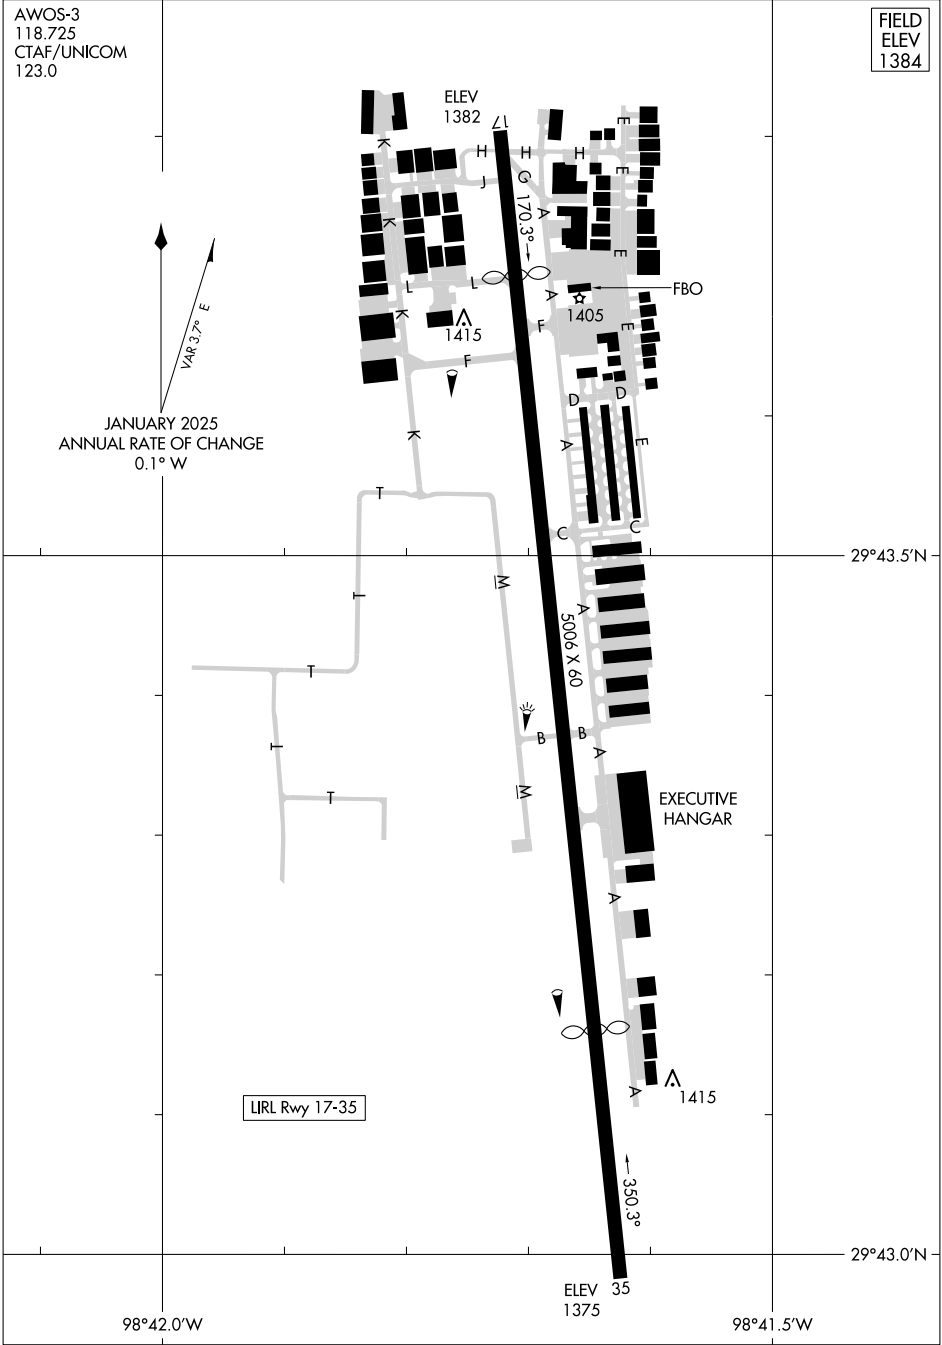 AWOS-3
118.725
CTAF/UNICOM
123.0
FIELD
ELEV
1384
ELEV
1382
17
E
K
H
H
H
E
J
G
K
A
170.3°
E
L
L
A
FBO
1405
K
1415
F
E
F
VAR 3.7° E
JANUARY 2025
ANNUAL RATE OF CHANGE
0.1° W
D
D
K
A
E
T
C
C
29°43.5'N
M
T
A
5006 X 60
T
B
B
T
A
M
T
EXECUTIVE
HANGAR
A
A
1415
LIRL Rwy 17-35
350.3°
29°43.0'N
ELEV
1375
35
98°42.0'W
98°41.5'W